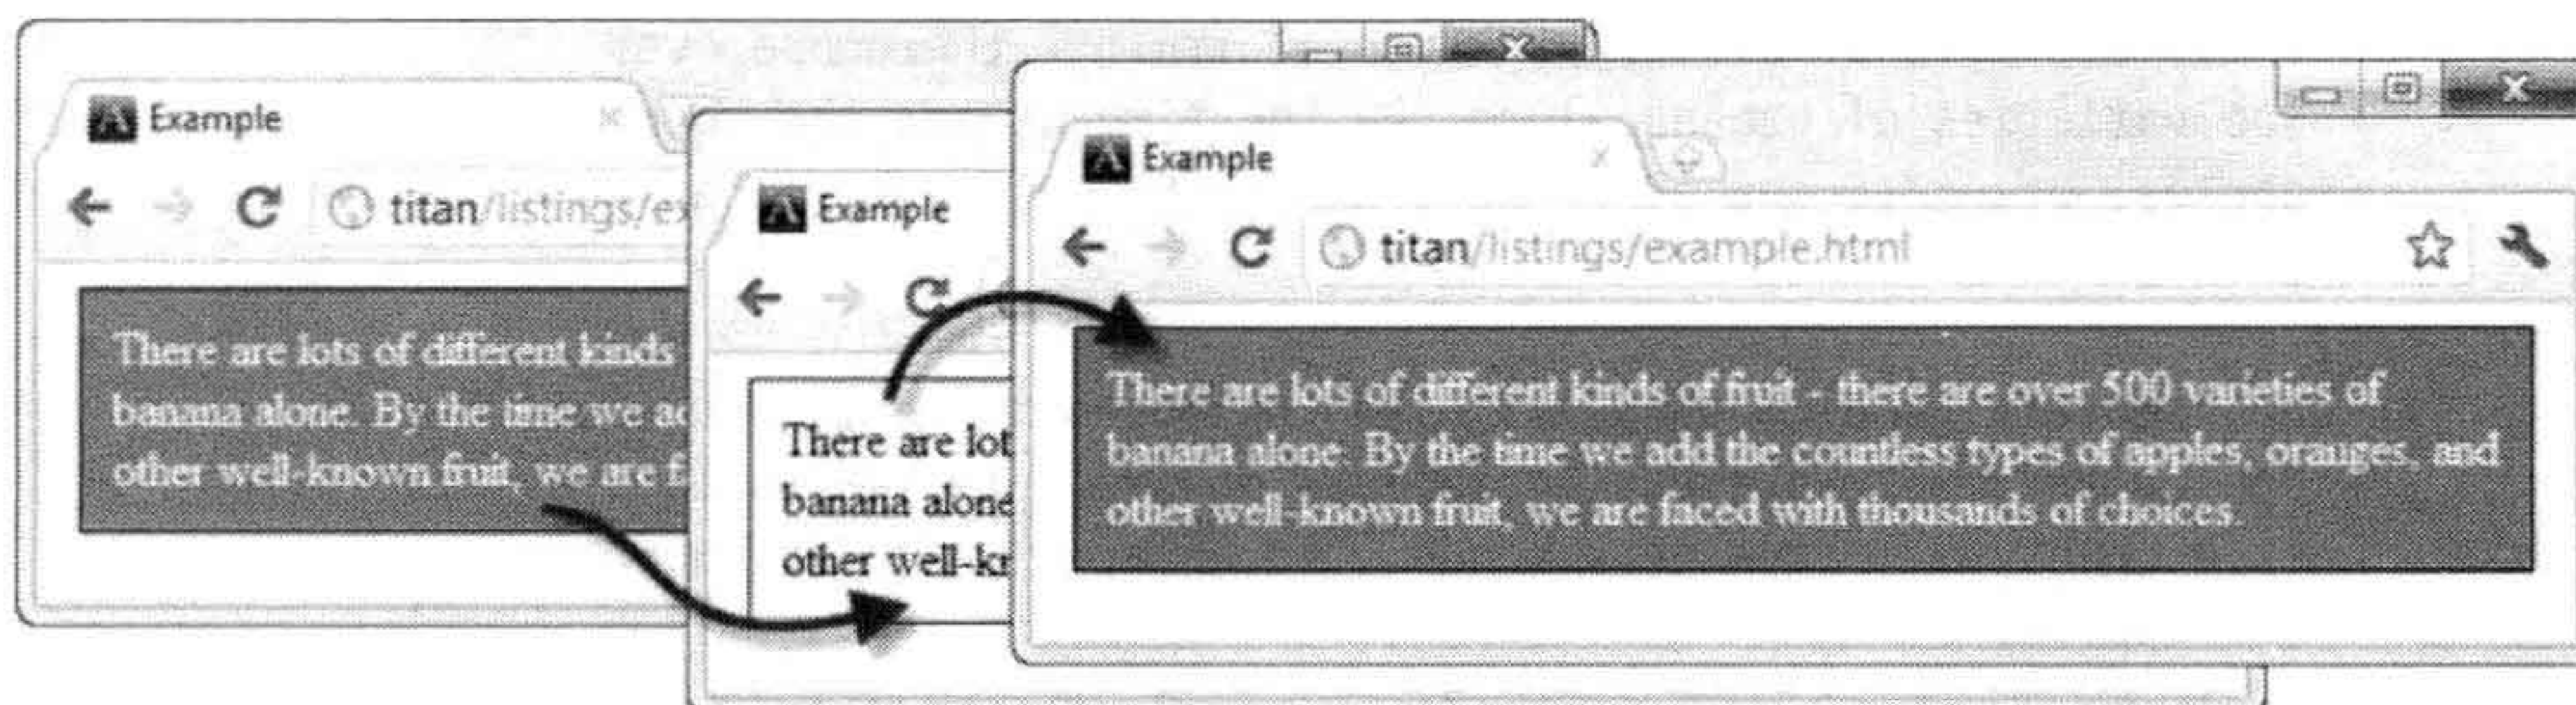 Example
titan/listings/ex
There are lots of different kinds
banana alone. By the time we ad
other well-known fruit, we are f
Example
There are lot
banana alone
other well-kn
Example
titan/listings/example.html
There are lots of different kinds of fruit - there are over 500 varieties of
banana alone. By the time we add the countless types of apples, oranges, and
other well-known fruit, we are faced with thousands of choices.